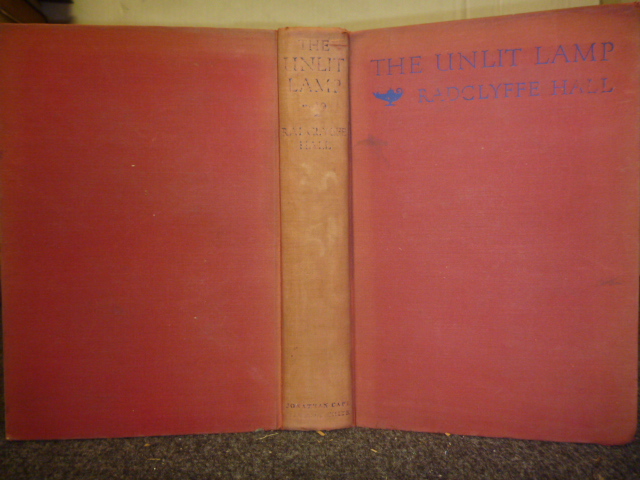 THE
UNLIT
LAMP
RADCLYFFE
HALL
JONATHAN CAPE
THE UNLIT LAMP
RADCLYFFE HALL